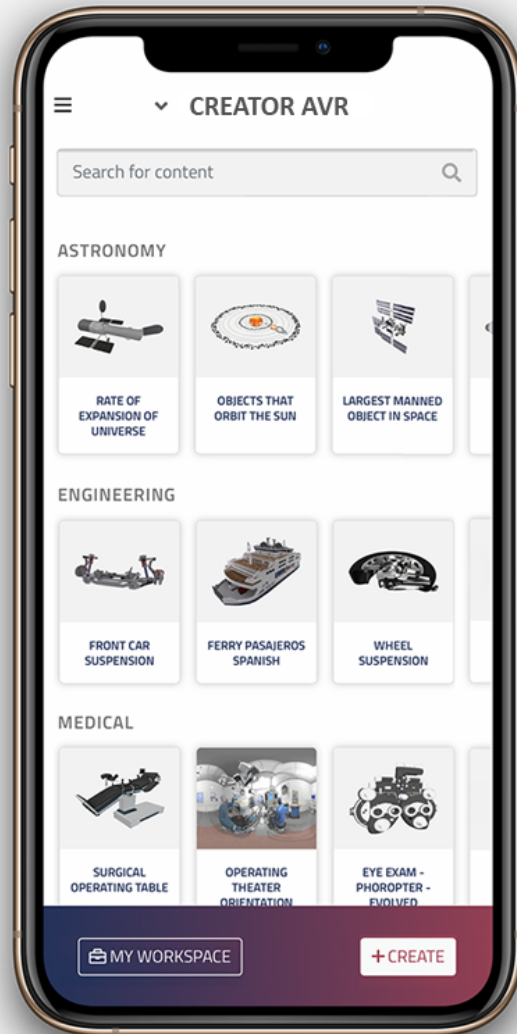 CREATOR AVR
Search for content
ASTRONOMY
RATE OF
EXPANSION OF
UNIVERSE
OBJECTS THAT
ORBIT THE SUN
LARGEST MANNED
OBJECT IN SPACE
ENGINEERING
FRONT CAR
SUSPENSION
FERRY PASAJEROS
SPANISH
WHEEL
SUSPENSION
MEDICAL
SURGICAL
OPERATING TABLE
OPERATING
THEATER
ORIENTATION
EYE EXAM -
PHOROPTER -
EVOLVED
MY WORKSPACE
+CREATE